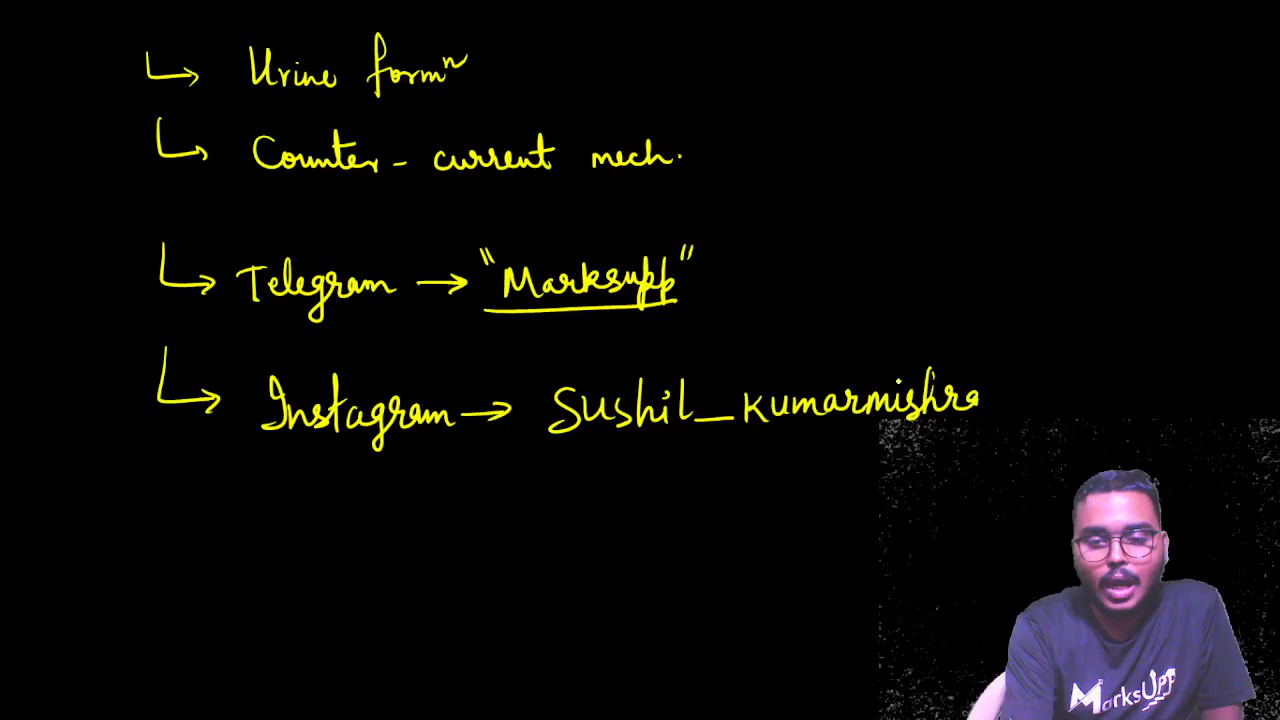 ↳ Urine formⁿ
↳ Counter - current mech.
↳ Telegram → "Marksupp"
↳ Instagram → Sushil_kumarmishra
MarksUPP